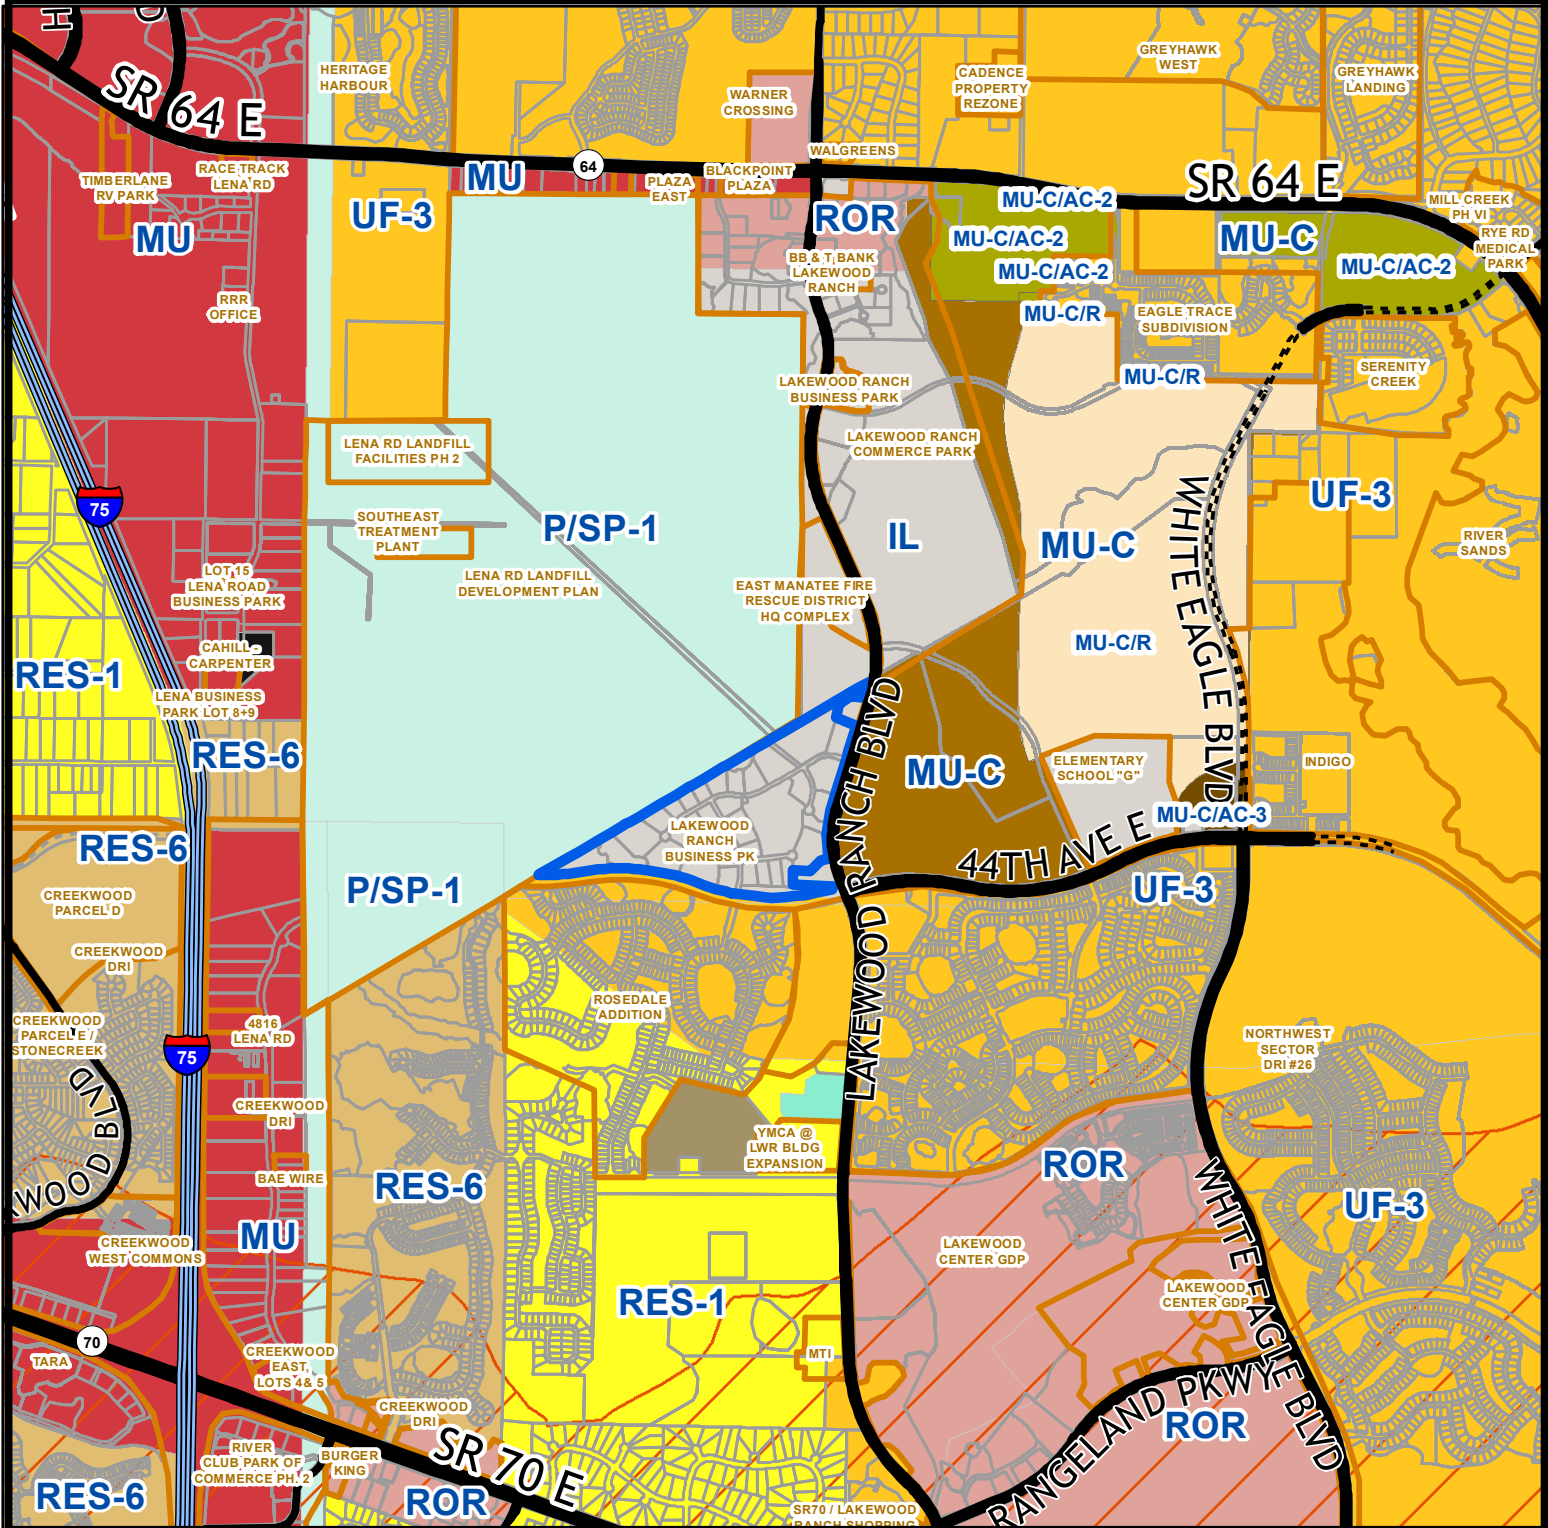 H
SR 64 E
HERITAGE
HARBOUR
WARNER
CROSSING
CADENCE
PROPERTY
REZONE
GREYHAWK
WEST
GREYHAWK
LANDING
TIMBERLANE
RV PARK
RACE TRACK
LENA RD
MU
64
PLAZA
EAST
BLACKPOINT
PLAZA
WALGREENS
SR 64 E
MILL CREEK
PH VI
RYE RD
MEDICAL
PARK
MU
UF-3
ROR
MU-C/AC-2
MU-C/AC-2
MU-C/AC-2
MU-C
MU-C/AC-2
BB & T BANK
LAKEWOOD
RANCH
RRR
OFFICE
MU-C/R
EAGLE TRACE
SUBDIVISION
MU-C/R
SERENITY
CREEK
LAKEWOOD RANCH
BUSINESS PARK
LENA RD LANDFILL
FACILITIES PH 2
LAKEWOOD RANCH
COMMERCE PARK
75
SOUTHEAST
TREATMENT
PLANT
P/SP-1
IL
MU-C
WHITE EAGLE BLVD
UF-3
RIVER
SANDS
LOT 15
LENA ROAD
BUSINESS PARK
LENA RD LANDFILL
DEVELOPMENT PLAN
EAST MANATEE FIRE
RESCUE DISTRICT
HQ COMPLEX
CAHILL -
CARPENTER
RES-1
LENA BUSINESS
PARK LOT 8+9
MU-C/R
RES-6
MU-C
ELEMENTARY
SCHOOL "G"
INDIGO
MU-C/AC-3
LAKEWOOD
RANCH
BUSINESS PK
LAKEWOOD RANCH BLVD
44TH AVE E
RES-6
P/SP-1
UF-3
CREEKWOOD
PARCEL D
CREEKWOOD
DRI
CREEKWOOD
PARCEL E /
STONECREEK
75
4816
LENA RD
ROSEDALE
ADDITION
NORTHWEST
SECTOR
DRI #26
WOOD BLVD
CREEKWOOD
DRI
YMCA @
LWR BLDG
EXPANSION
BAE WIRE
RES-6
ROR
UF-3
WHITE EAGLE BLVD
MU
CREEKWOOD
WEST COMMONS
LAKEWOOD
CENTER GDP
LAKEWOOD
CENTER GDP
RES-1
70
TARA
CREEKWOOD
EAST,
LOTS 4& 5
MTI
CREEKWOOD
DRI
RANGELAND PKWY
ROR
RIVER
CLUB PARK OF
COMMERCE PH. 2
BURGER
KING
SR 70 E
RES-6
ROR
SR70 / LAKEWOOD
RANCH SHOPPING